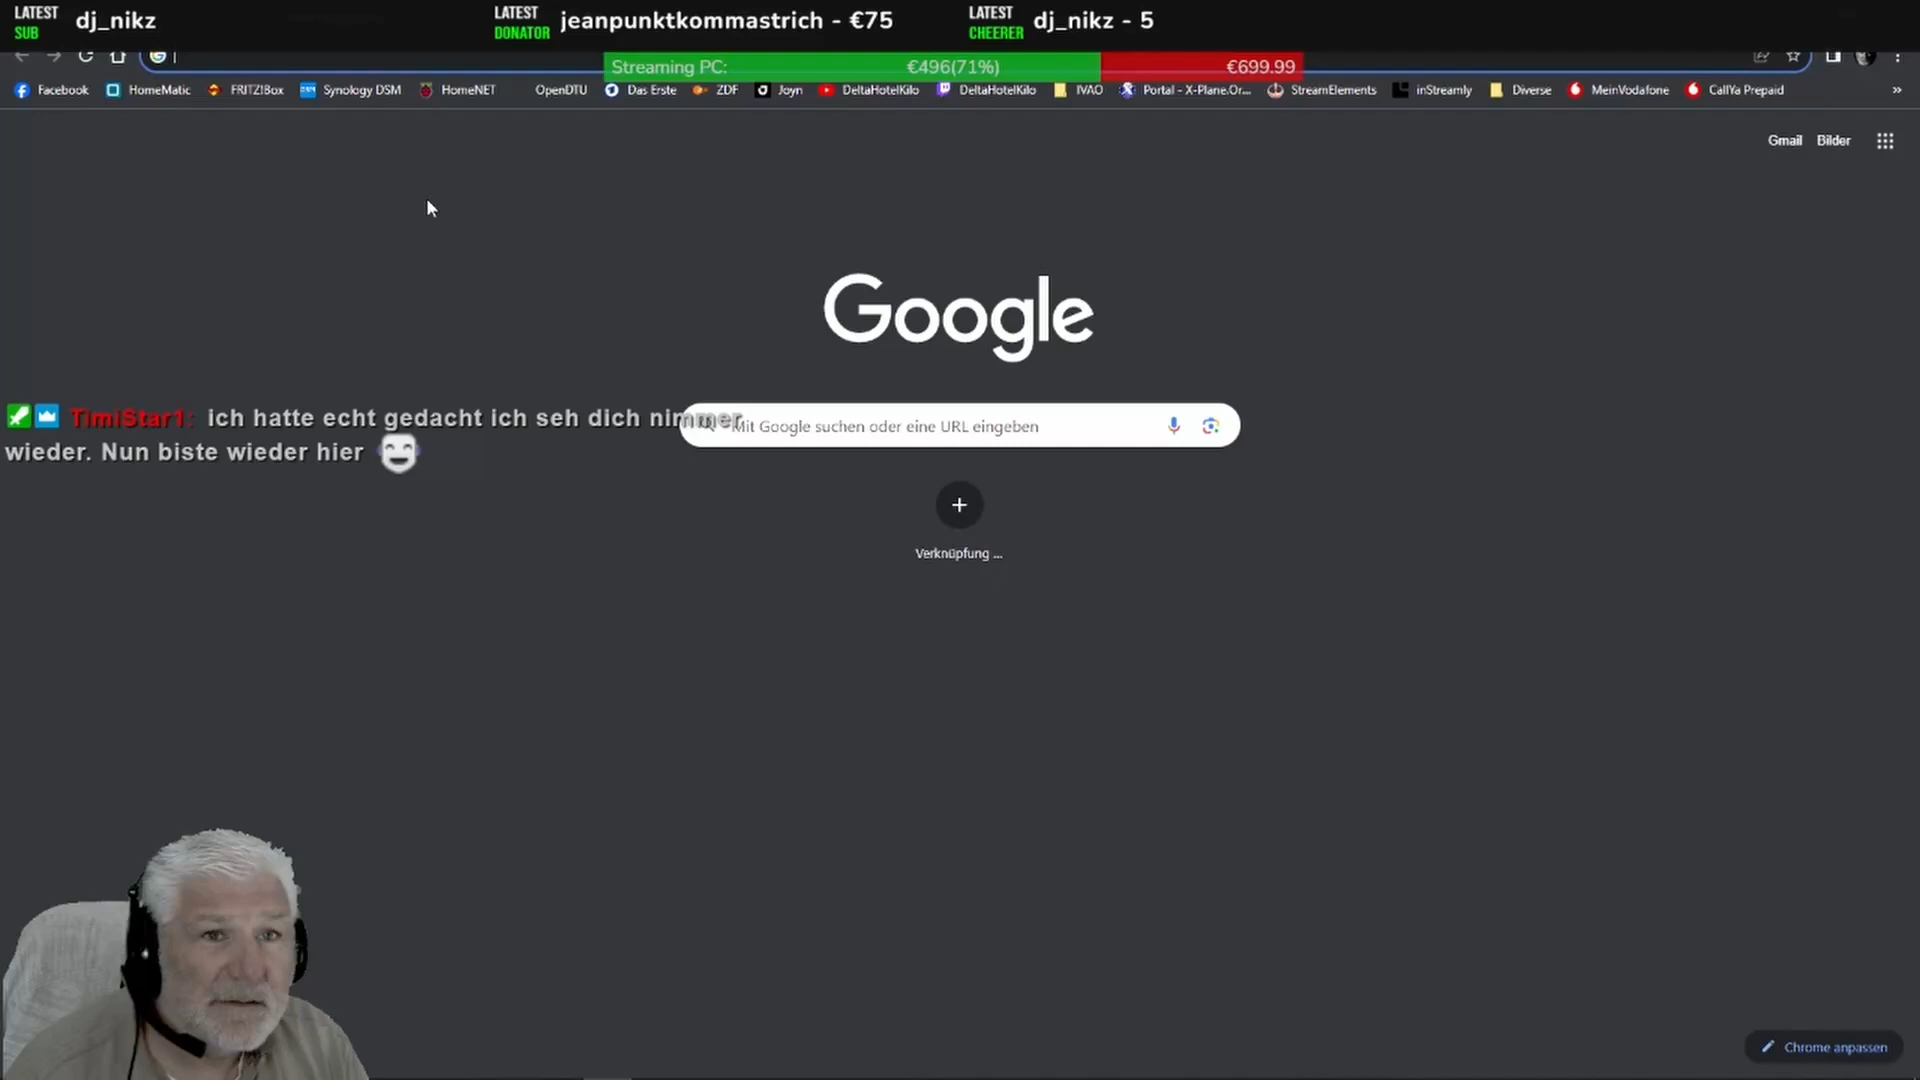 LATEST SUB dj_nikz LATEST DONATOR jeanpunktkommastrich - €75 LATEST CHEERER dj_nikz - 5
Streaming PC: €496(71%) €699.99
Facebook HomeMatic FRITZ!Box Synology DSM HomeNET OpenDTU Das Erste ZDF Joyn DeltaHotelKilo DeltaHotelKilo IVAO Portal - X-Plane.Or... StreamElements inStreamly Diverse MeinVodafone CallYa Prepaid »
Gmail Bilder
Google
TimiStar1: ich hatte echt gedacht ich seh dich nimmer
wieder. Nun biste wieder hier
Mit Google suchen oder eine URL eingeben
Verknüpfung ...
Chrome anpassen